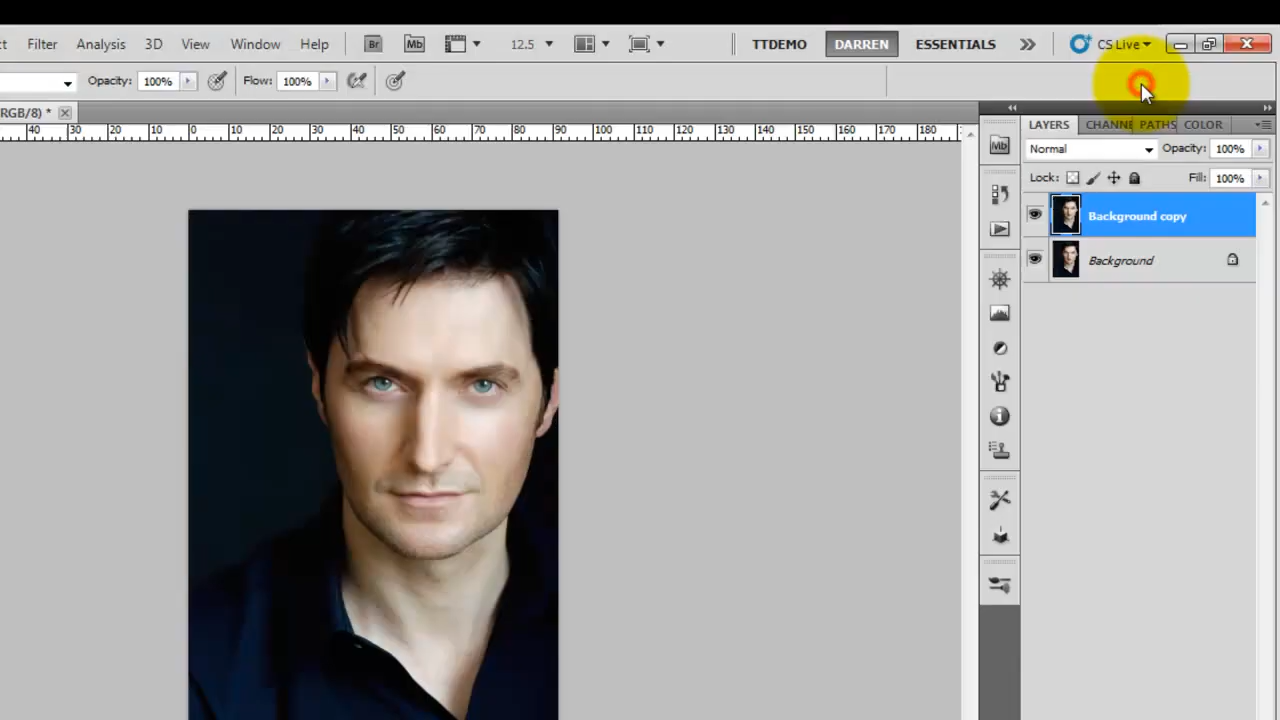 t Filter Analysis 3D View Window Help Br Mb 12.5 TTDEMO DARREN ESSENTIALS CS Live
Opacity: 100% Flow: 100%
RGB/8) *
40 30 20 10 0 10 20 30 40 50 60 70 80 90 100 110 120 130 140 150 160 170 180
LAYERS CHANNE PATHS COLOR
Mb Normal Opacity: 100%
Lock: Fill: 100%
Background copy
Background